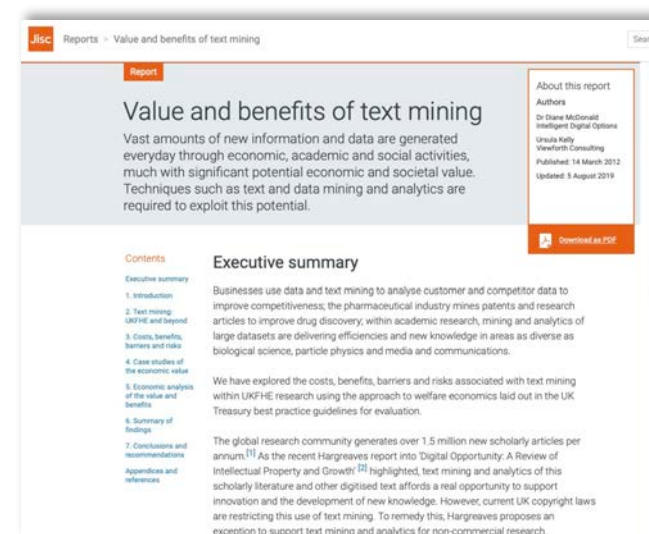 Jisc Reports > Value and benefits of text mining
Sear
Report
Value and benefits of text mining
Vast amounts of new information and data are generated
everyday through economic, academic and social activities,
much with significant potential economic and societal value.
Techniques such as text and data mining and analytics are
required to exploit this potential.
About this report
Authors
Dr Diane McDonald
Intelligent Digital Options
Ursula Kelly
Viewforth Consulting
Published: 14 March 2012
Updated: 5 August 2019
Download as PDF
Contents
Executive summary
1. Introduction
2. Text mining:
UKFHE and beyond
3. Costs, benefits,
barriers and risks
4. Case studies of
the economic value
5. Economic analysis
of the value and
benefits
6. Summary of
findings
7. Conclusions and
recommendations
Appendices and
references
Executive summary
Businesses use data and text mining to analyse customer and competitor data to
improve competitiveness; the pharmaceutical industry mines patents and research
articles to improve drug discovery; within academic research, mining and analytics of
large datasets are delivering efficiencies and new knowledge in areas as diverse as
biological science, particle physics and media and communications.
We have explored the costs, benefits, barriers and risks associated with text mining
within UKFHE research using the approach to welfare economics laid out in the UK
Treasury best practice guidelines for evaluation.
The global research community generates over 1.5 million new scholarly articles per
annum.[1] As the recent Hargreaves report into 'Digital Opportunity: A Review of
Intellectual Property and Growth' [2] highlighted, text mining and analytics of this
scholarly literature and other digitised text affords a real opportunity to support
innovation and the development of new knowledge. However, current UK copyright laws
are restricting this use of text mining. To remedy this, Hargreaves proposes an
exception to support text mining and analytics for non-commercial research.